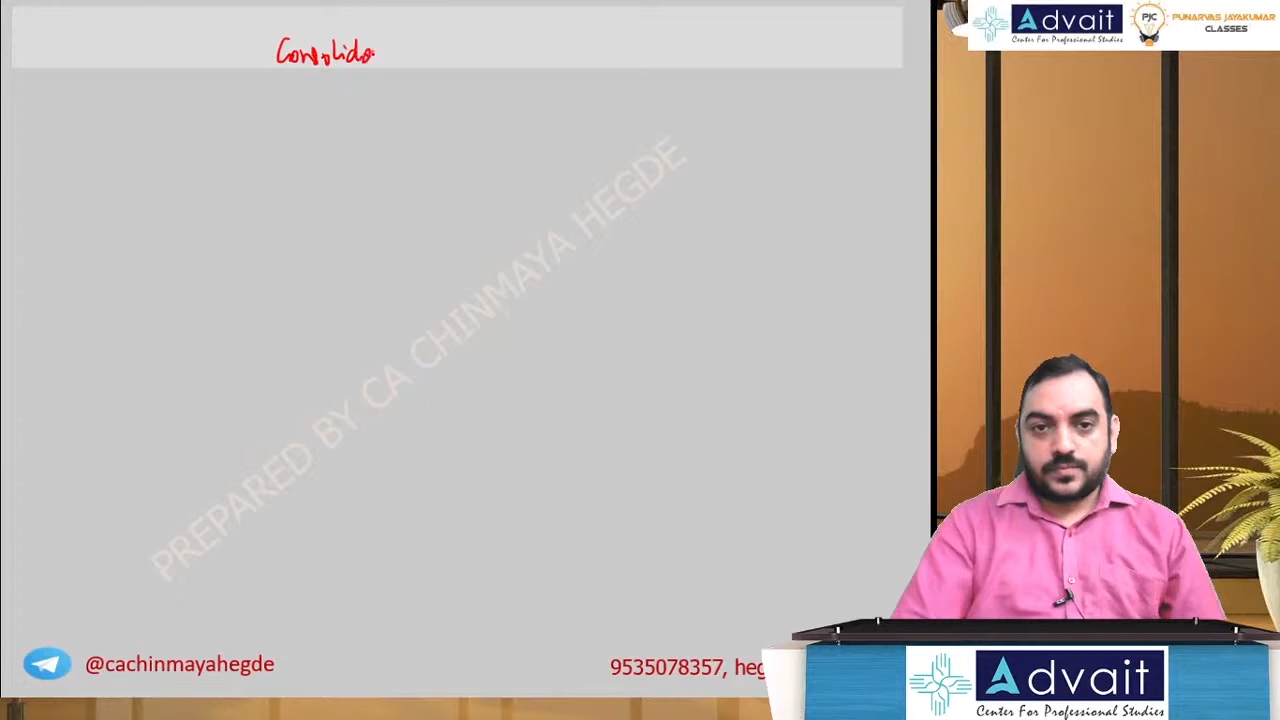 Advait
Center For Professional Studies
PJC
PUNARVAS JAYAKUMAR
CLASSES
Consolida
PREPARED BY CA CHINMAYA HEGDE
@cachinmayahegde
9535078357, heg
Advait
Center For Professional Studies